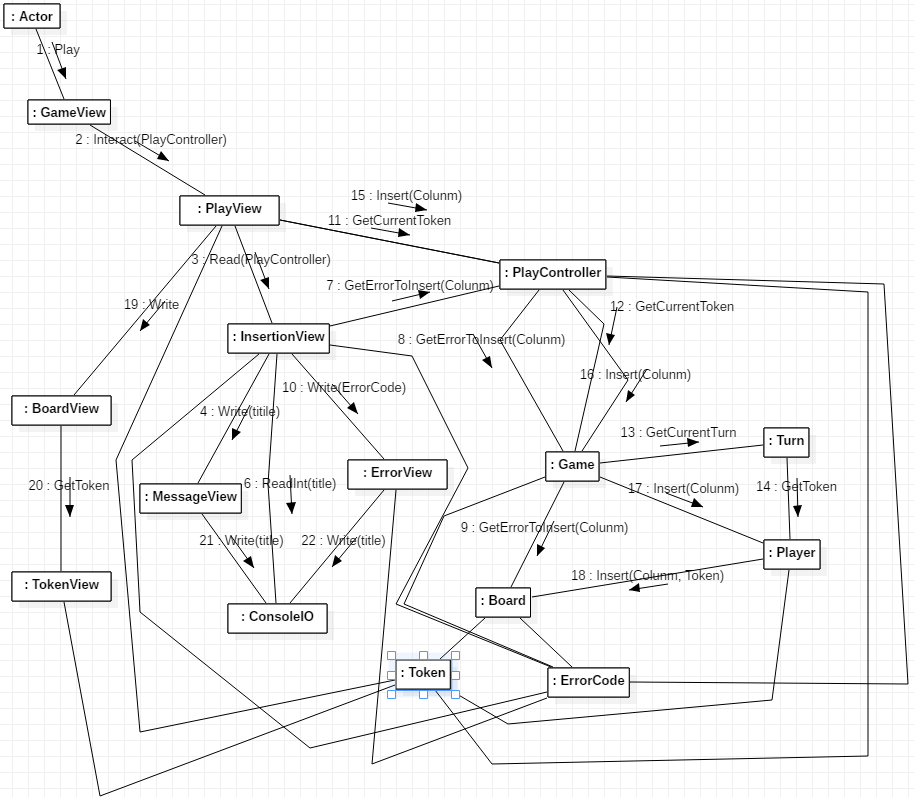 : Actor
1 : Play
: GameView
2 : Interact(PlayController)
: PlayView
15 : Insert(Colunm)
11 : GetCurrentToken
3 : Read(PlayController)
: PlayController
7 : GetErrorToInsert(Colunm)
19 : Write
12 : GetCurrentToken
: InsertionView
8 : GetErrorToInsert(Colunm)
16 : Insert(Colunm)
10 : Write(ErrorCode)
: BoardView
4 : Write(titile)
13 : GetCurrentTurn
: Turn
: Game
: ErrorView
20 : GetToken
6 : ReadInt(title)
17 : Insert(Colunm)
14 : GetToken
: MessageView
9 : GetErrorToInsert(Colunm)
21 : Write(title)
22 : Write(title)
: Player
18 : Insert(Colunm, Token)
: TokenView
: Board
: ConsoleIO
: Token
: ErrorCode